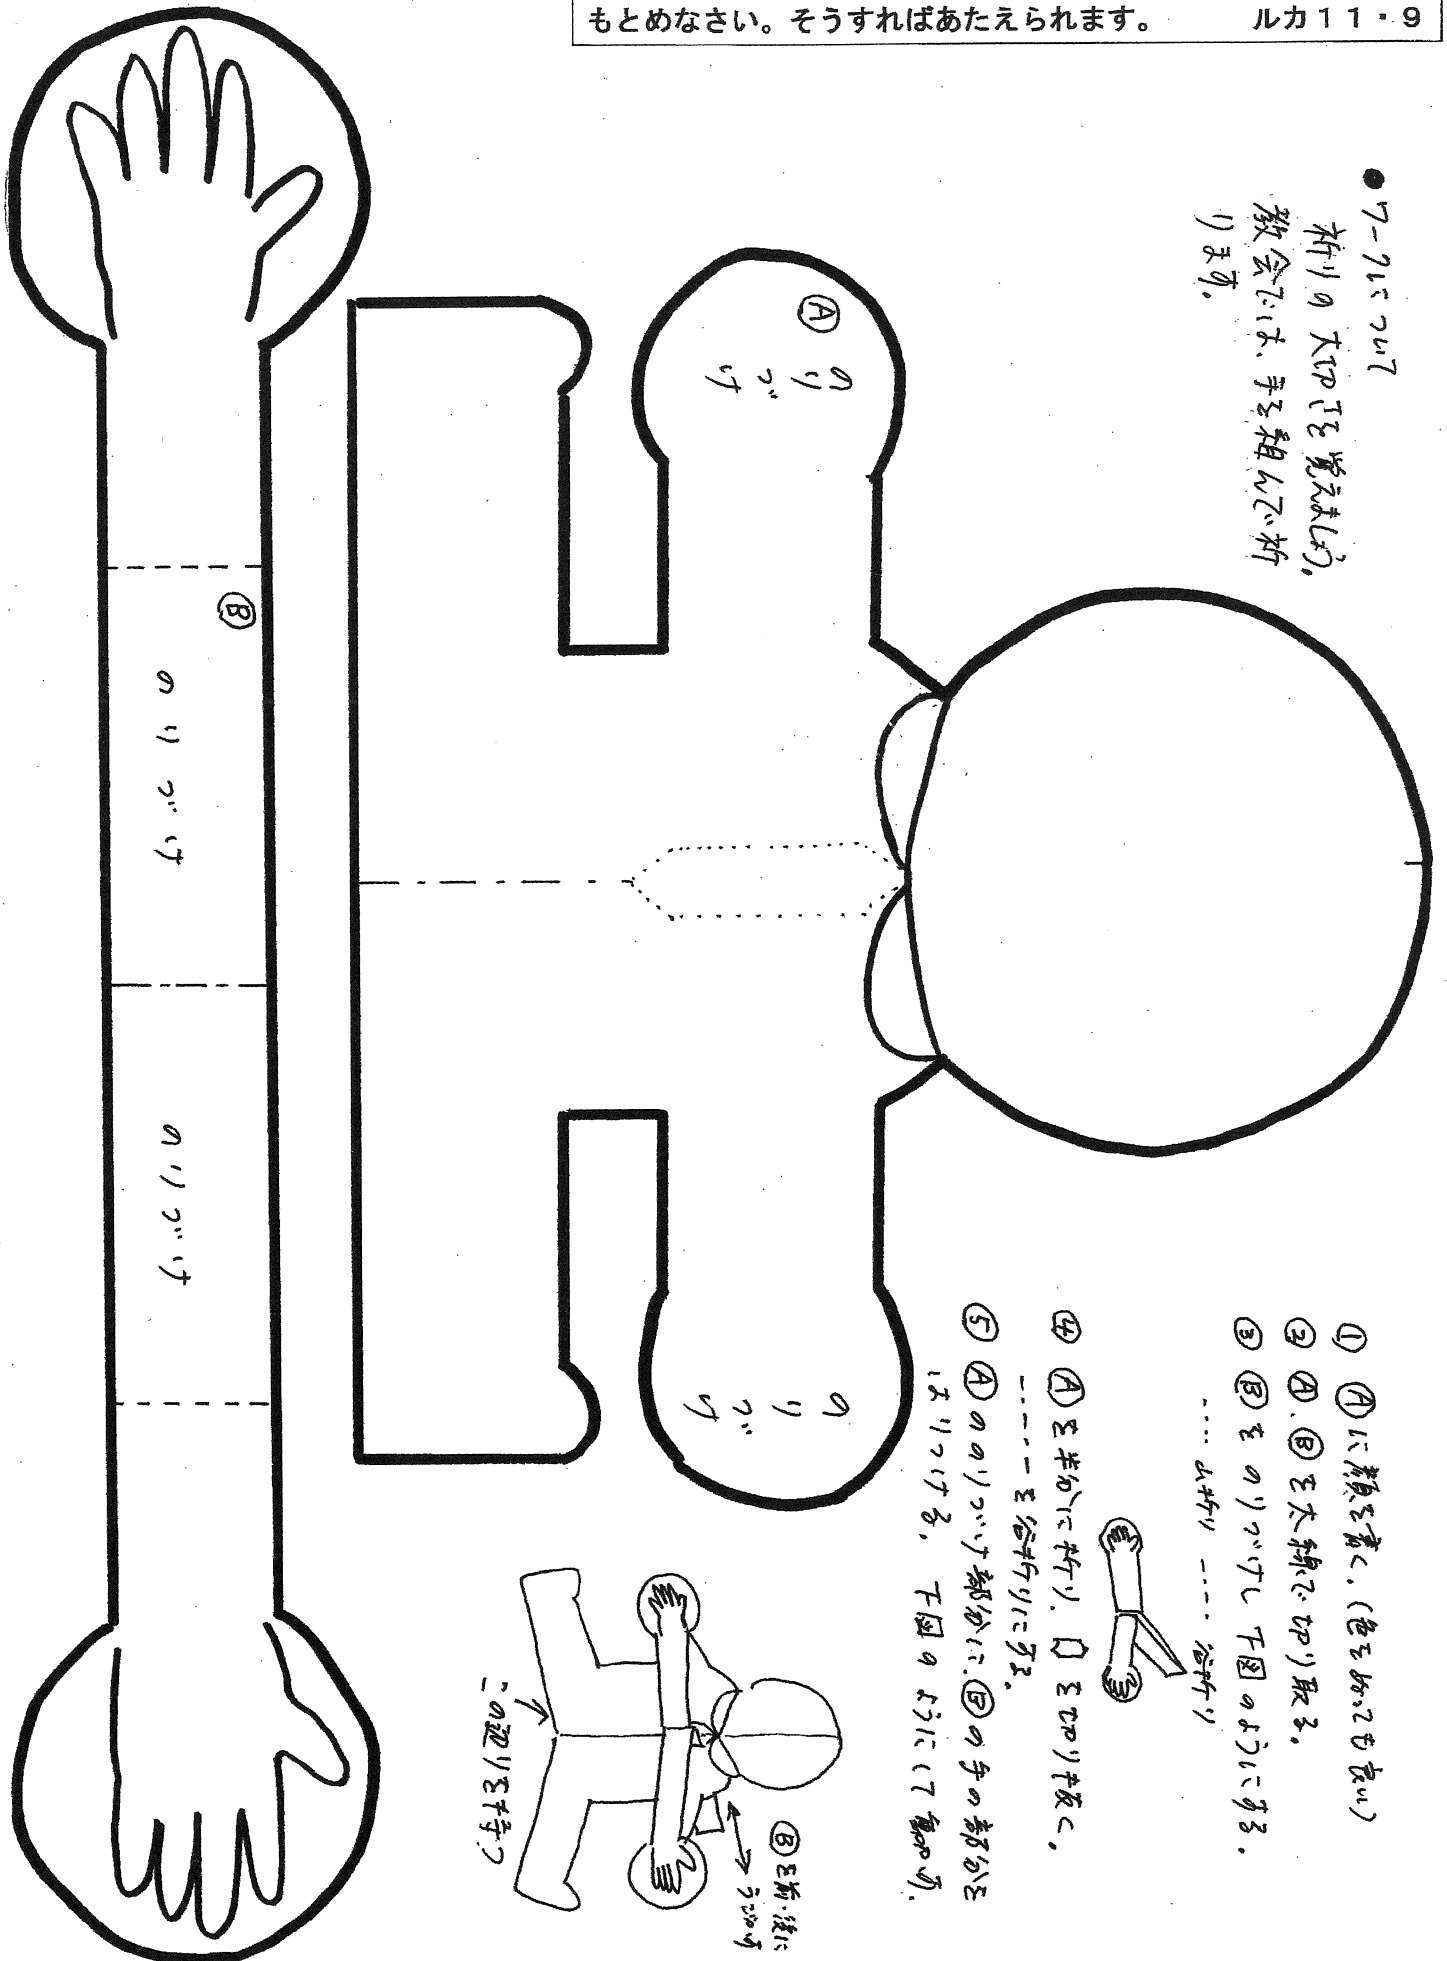 もとめなさい。そうすればあたえられます。 ルカ11・9
●ワークについて
祈りの大切さを覚えましょう。
教会では、手を組んで祈
ります。
① Ⓐに顔を書く。(色をぬっても良い)
② Ⓐ、Ⓑを太線で切り取る。
③ Ⓑをのりづけし下図のようにする。
‥‥山折り ---- 谷折り
④ Ⓐを半分に折り、⬯を切り抜く。
-----を谷折りにする。
⑤ Ⓐののりづけ部分に、Ⓑの手の部分を
はりつける。下図のようにして動かす。
Ⓑを前・後に
うごかす
この辺りを持つ
Ⓐ
のりづけ
のりづけ
Ⓑ
のりづけ
のりづけ